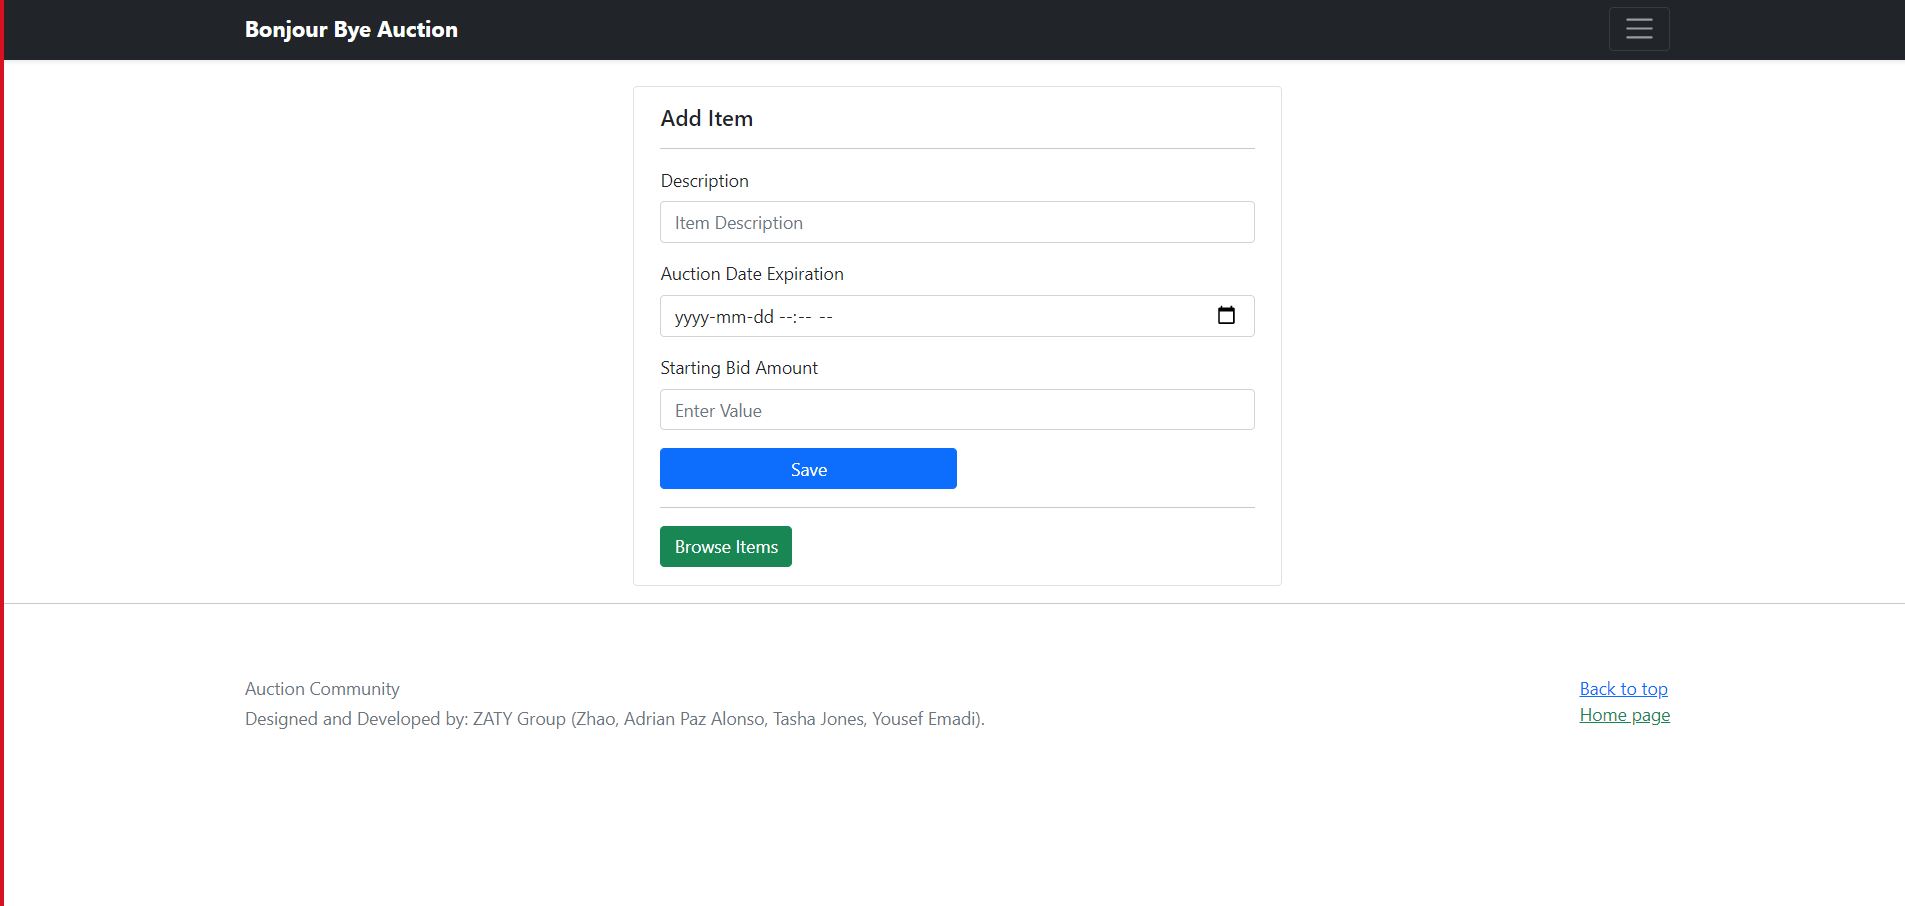 Bonjour Bye Auction
Add Item
Description
Item Description
Auction Date Expiration
yyyy-mm-dd --:-- --
Starting Bid Amount
Enter Value
Save
Browse Items
Auction Community
Back to top
Designed and Developed by: ZATY Group (Zhao, Adrian Paz Alonso, Tasha Jones, Yousef Emadi).
Home page